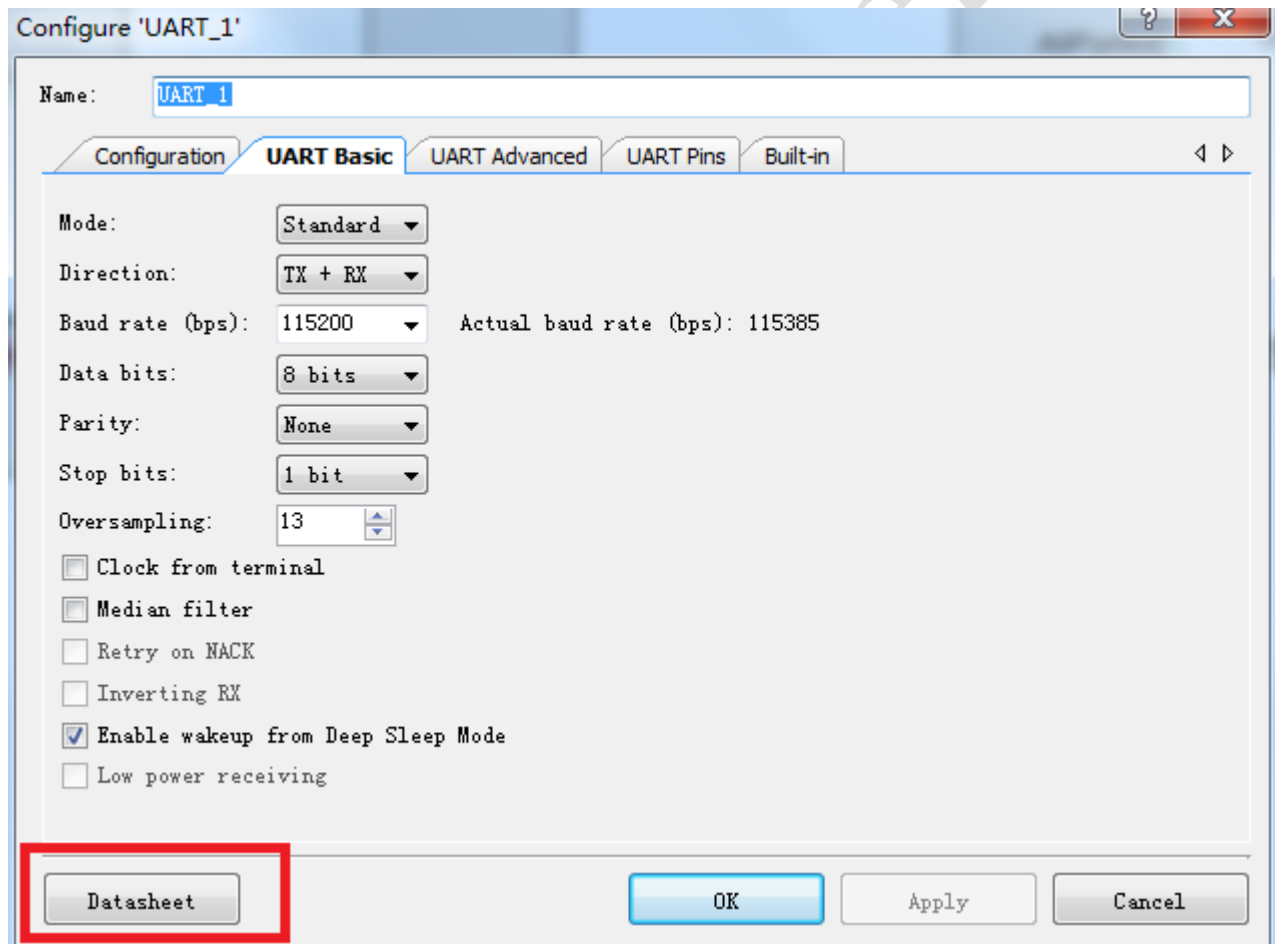 Configure 'UART_1'
Name: UART_1
Configuration UART Basic UART Advanced UART Pins Built-in
Mode: Standard
Direction: TX + RX
Baud rate (bps): 115200 Actual baud rate (bps): 115385
Data bits: 8 bits
Parity: None
Stop bits: 1 bit
Oversampling: 13
Clock from terminal
Median filter
Retry on NACK
Inverting RX
Enable wakeup from Deep Sleep Mode
Low power receiving
Datasheet OK Apply Cancel